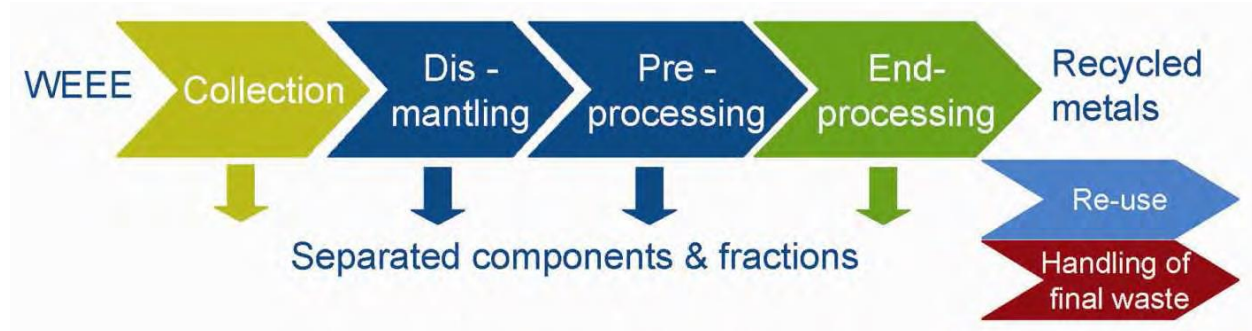 WEEE
Collection
Dis -
mantling
Pre -
processing
End-
processing
Recycled
metals
Separated components & fractions
Re-use
Handling of
final waste